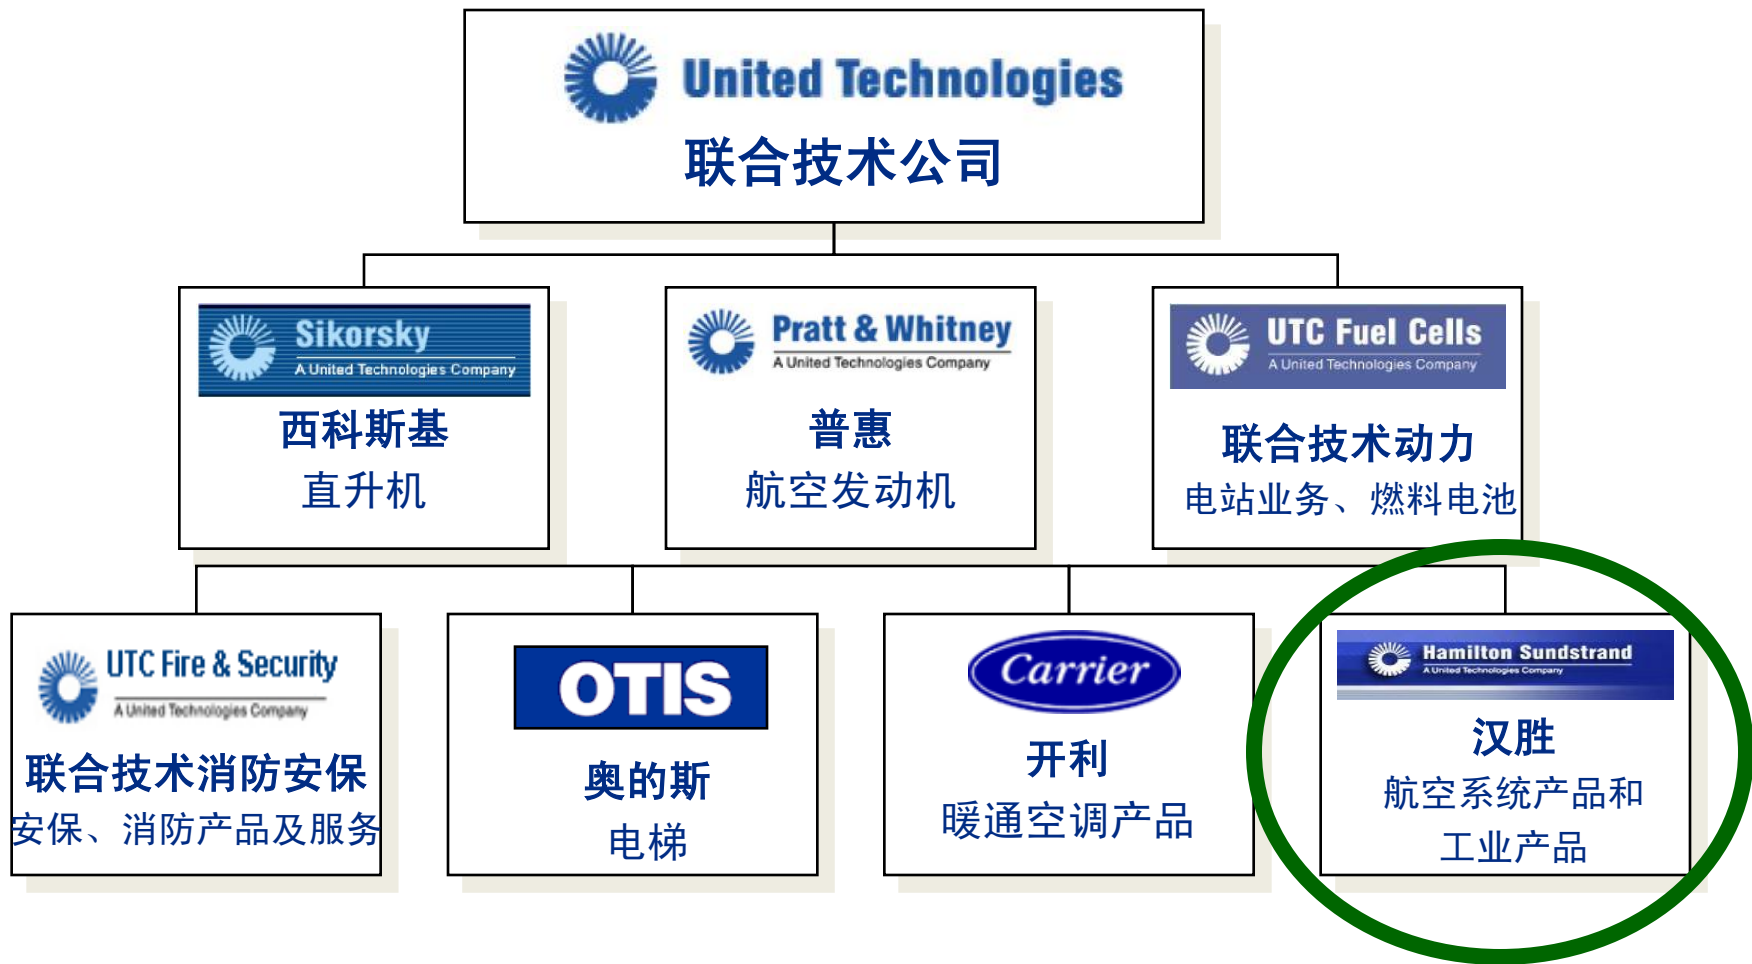 United Technologies
联合技术公司
Sikorsky
A United Technologies Company
西科斯基
直升机
Pratt & Whitney
A United Technologies Company
普惠
航空发动机
UTC Fuel Cells
A United Technologies Company
联合技术动力
电站业务、燃料电池
UTC Fire & Security
A United Technologies Company
联合技术消防安保
安保、消防产品及服务
OTIS
奥的斯
电梯
Carrier
开利
暖通空调产品
Hamilton Sundstrand
A United Technologies Company
汉胜
航空系统产品和
工业产品